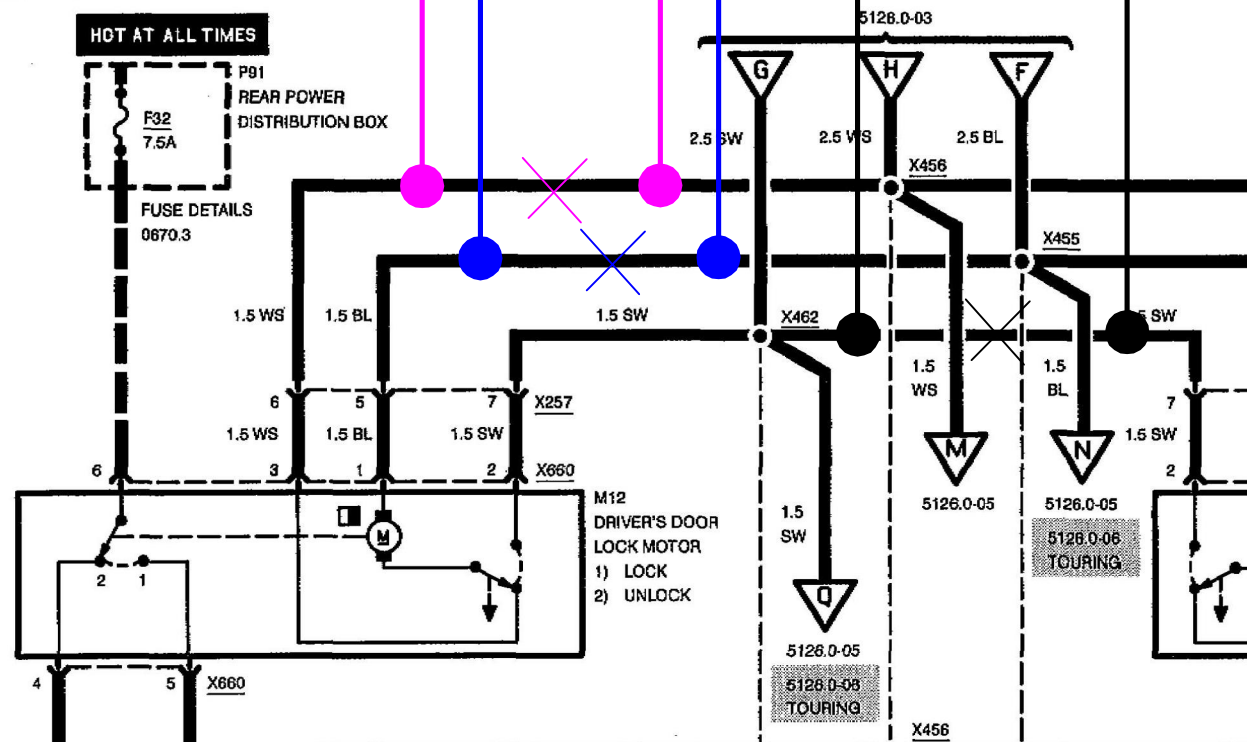 HOT AT ALL TIMES
5126.0-03
G
H
F
P91
REAR POWER
DISTRIBUTION BOX
F32
7.5A
2.5 SW
2.5 WS
2.5 BL
X456
FUSE DETAILS
0670.3
X455
1.5 WS
1.5 BL
1.5 SW
X462
SW
1.5
WS
1.5
BL
6
5
7
X257
7
1.5 WS
1.5 BL
1.5 SW
1.5 SW
M
N
6
3
1
2
X660
2
5126.0-05
5126.0-05
M12
DRIVER'S DOOR
LOCK MOTOR
1) LOCK
2) UNLOCK
M
1.5
SW
5126.0-06
TOURING
2
1
Q
5126.0-05
4
5
X660
5126.0-06
TOURING
X456